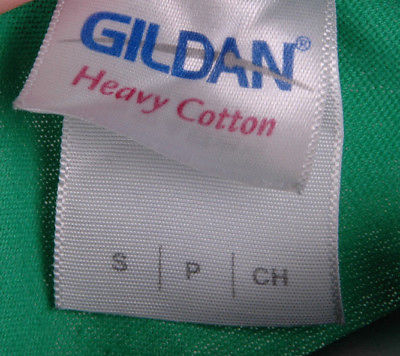 GILDAN®
Heavy Cotton
S | P | CH